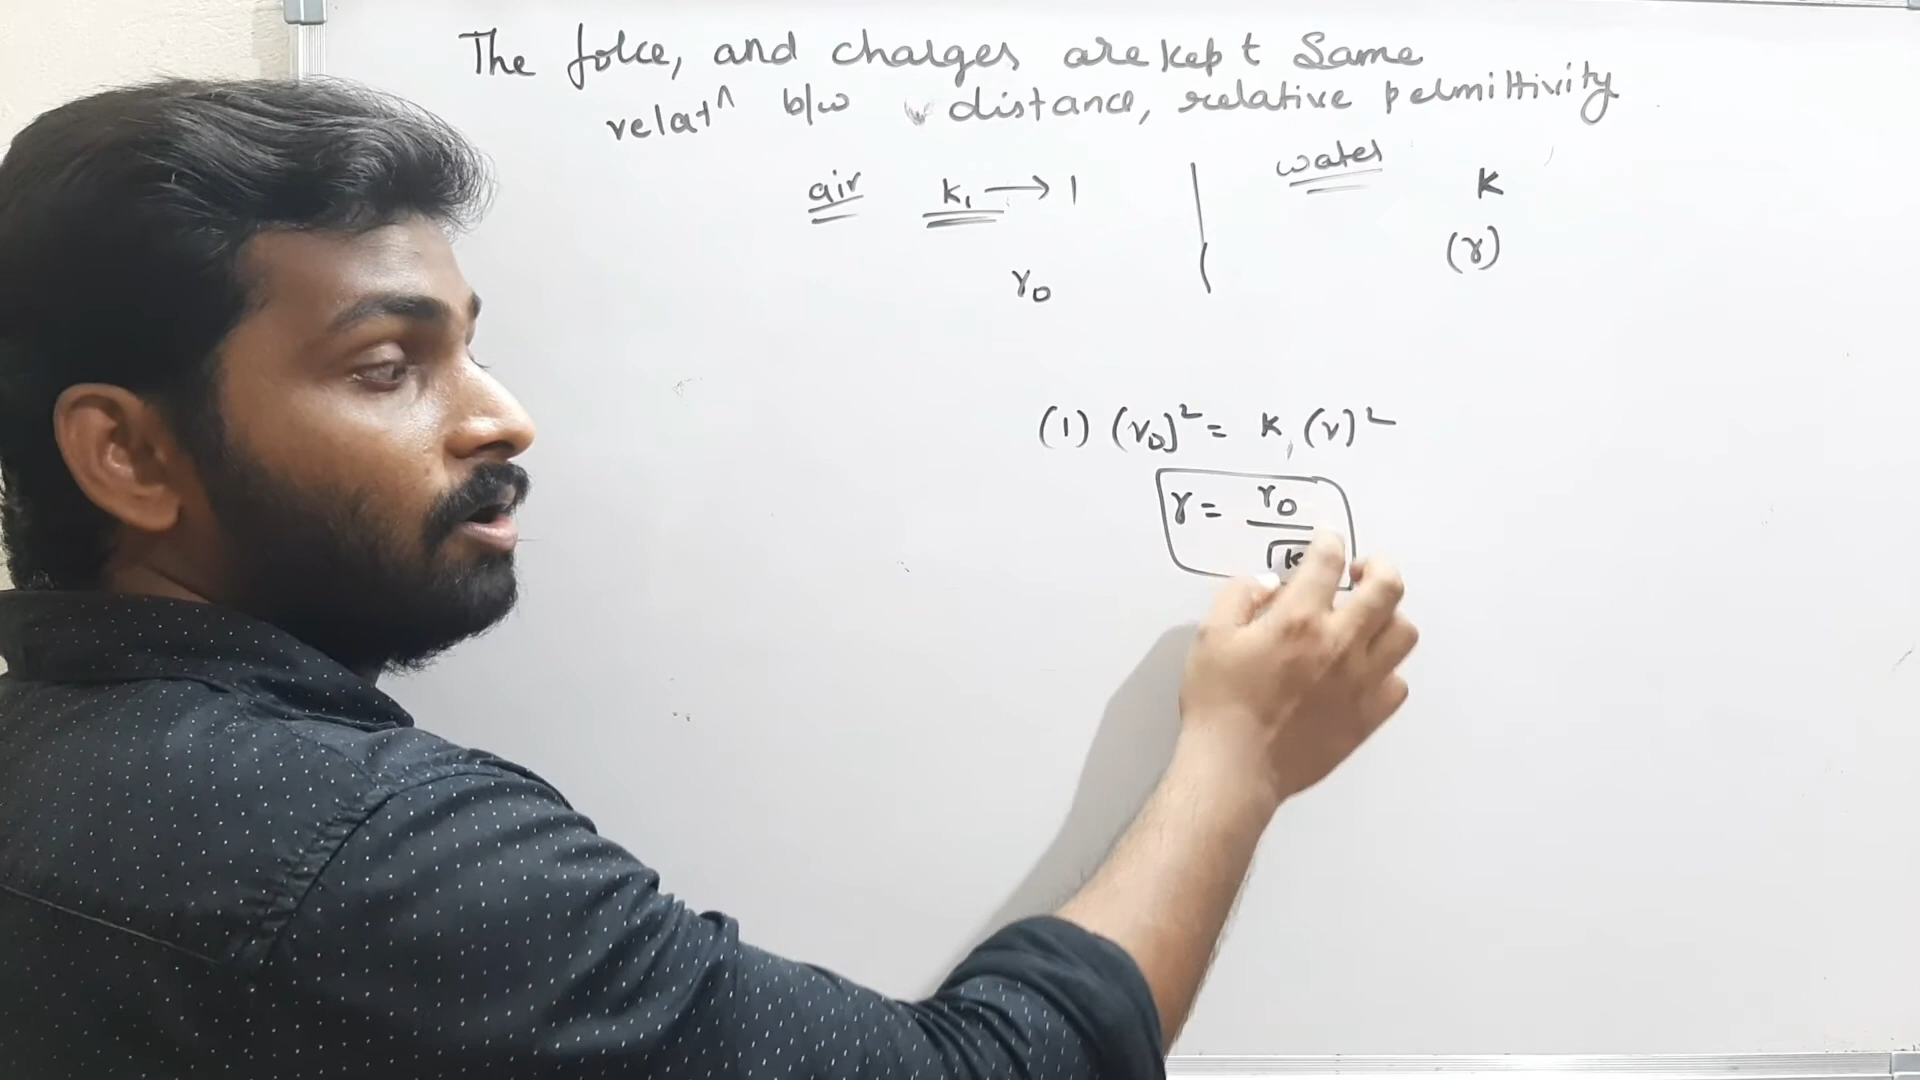 The force, and charges are kept same
relatⁿ b/w distance, relative permittivity
air k₁ → 1 | water K
r₀ (r)
(1) (r₀)² = K (r)²
r = r₀/√k